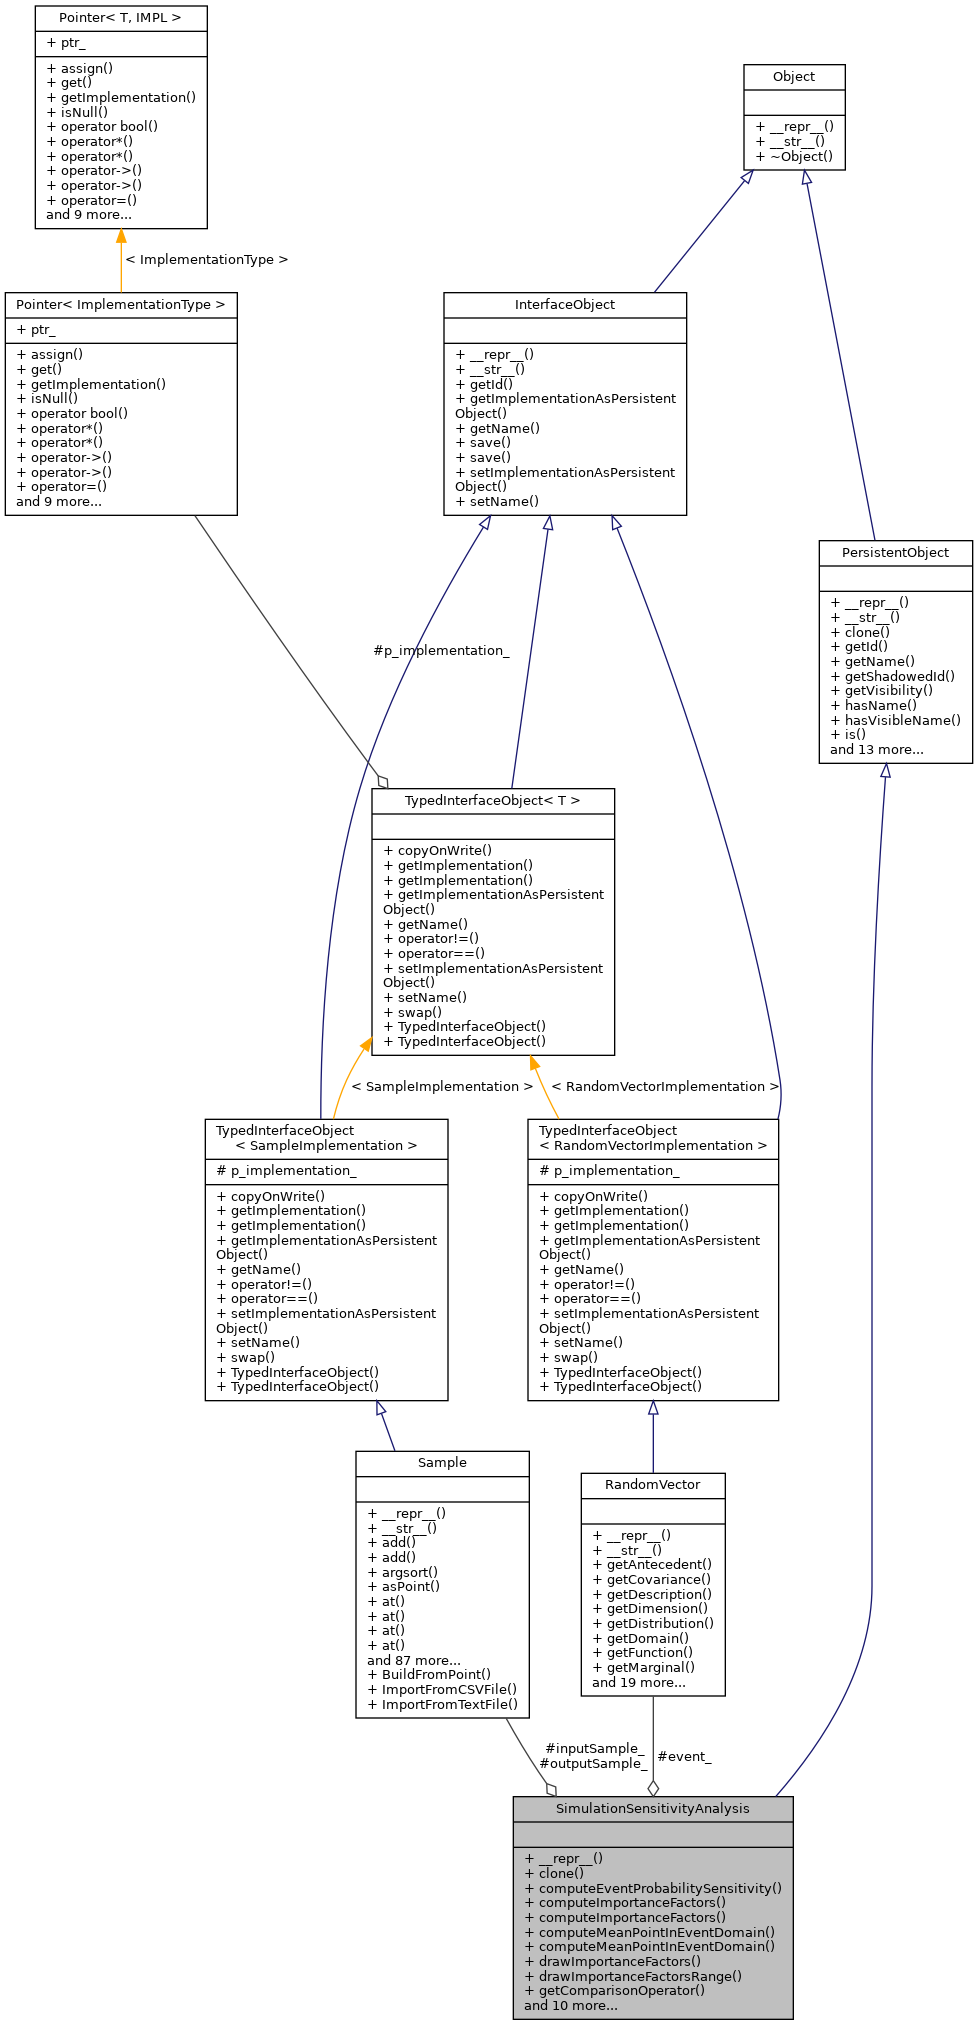 Pointer< T, IMPL >
+ ptr_
+ assign()
+ get()
+ getImplementation()
+ isNull()
+ operator bool()
+ operator*()
+ operator*()
+ operator->()
+ operator->()
+ operator=()
and 9 more...
Object
+ __repr__()
+ __str__()
+ ~Object()
< ImplementationType >
Pointer< ImplementationType >
+ ptr_
+ assign()
+ get()
+ getImplementation()
+ isNull()
+ operator bool()
+ operator*()
+ operator*()
+ operator->()
+ operator->()
+ operator=()
and 9 more...
InterfaceObject
+ __repr__()
+ __str__()
+ getId()
+ getImplementationAsPersistent
Object()
+ getName()
+ save()
+ save()
+ setImplementationAsPersistent
Object()
+ setName()
PersistentObject
+ __repr__()
+ __str__()
+ clone()
+ getId()
+ getName()
+ getShadowedId()
+ getVisibility()
+ hasName()
+ hasVisibleName()
+ is()
and 13 more...
#p_implementation_
TypedInterfaceObject< T >
+ copyOnWrite()
+ getImplementation()
+ getImplementation()
+ getImplementationAsPersistent
Object()
+ getName()
+ operator!=()
+ operator==()
+ setImplementationAsPersistent
Object()
+ setName()
+ swap()
+ TypedInterfaceObject()
+ TypedInterfaceObject()
< SampleImplementation >
< RandomVectorImplementation >
TypedInterfaceObject
< SampleImplementation >
# p_implementation_
+ copyOnWrite()
+ getImplementation()
+ getImplementation()
+ getImplementationAsPersistent
Object()
+ getName()
+ operator!=()
+ operator==()
+ setImplementationAsPersistent
Object()
+ setName()
+ swap()
+ TypedInterfaceObject()
+ TypedInterfaceObject()
TypedInterfaceObject
< RandomVectorImplementation >
# p_implementation_
+ copyOnWrite()
+ getImplementation()
+ getImplementation()
+ getImplementationAsPersistent
Object()
+ getName()
+ operator!=()
+ operator==()
+ setImplementationAsPersistent
Object()
+ setName()
+ swap()
+ TypedInterfaceObject()
+ TypedInterfaceObject()
Sample
+ __repr__()
+ __str__()
+ add()
+ add()
+ argsort()
+ asPoint()
+ at()
+ at()
+ at()
+ at()
and 87 more...
+ BuildFromPoint()
+ ImportFromCSVFile()
+ ImportFromTextFile()
RandomVector
+ __repr__()
+ __str__()
+ getAntecedent()
+ getCovariance()
+ getDescription()
+ getDimension()
+ getDistribution()
+ getDomain()
+ getFunction()
+ getMarginal()
and 19 more...
#inputSample_
#outputSample_
#event_
SimulationSensitivityAnalysis
+ __repr__()
+ clone()
+ computeEventProbabilitySensitivity()
+ computeImportanceFactors()
+ computeImportanceFactors()
+ computeMeanPointInEventDomain()
+ computeMeanPointInEventDomain()
+ drawImportanceFactors()
+ drawImportanceFactorsRange()
+ getComparisonOperator()
and 10 more...